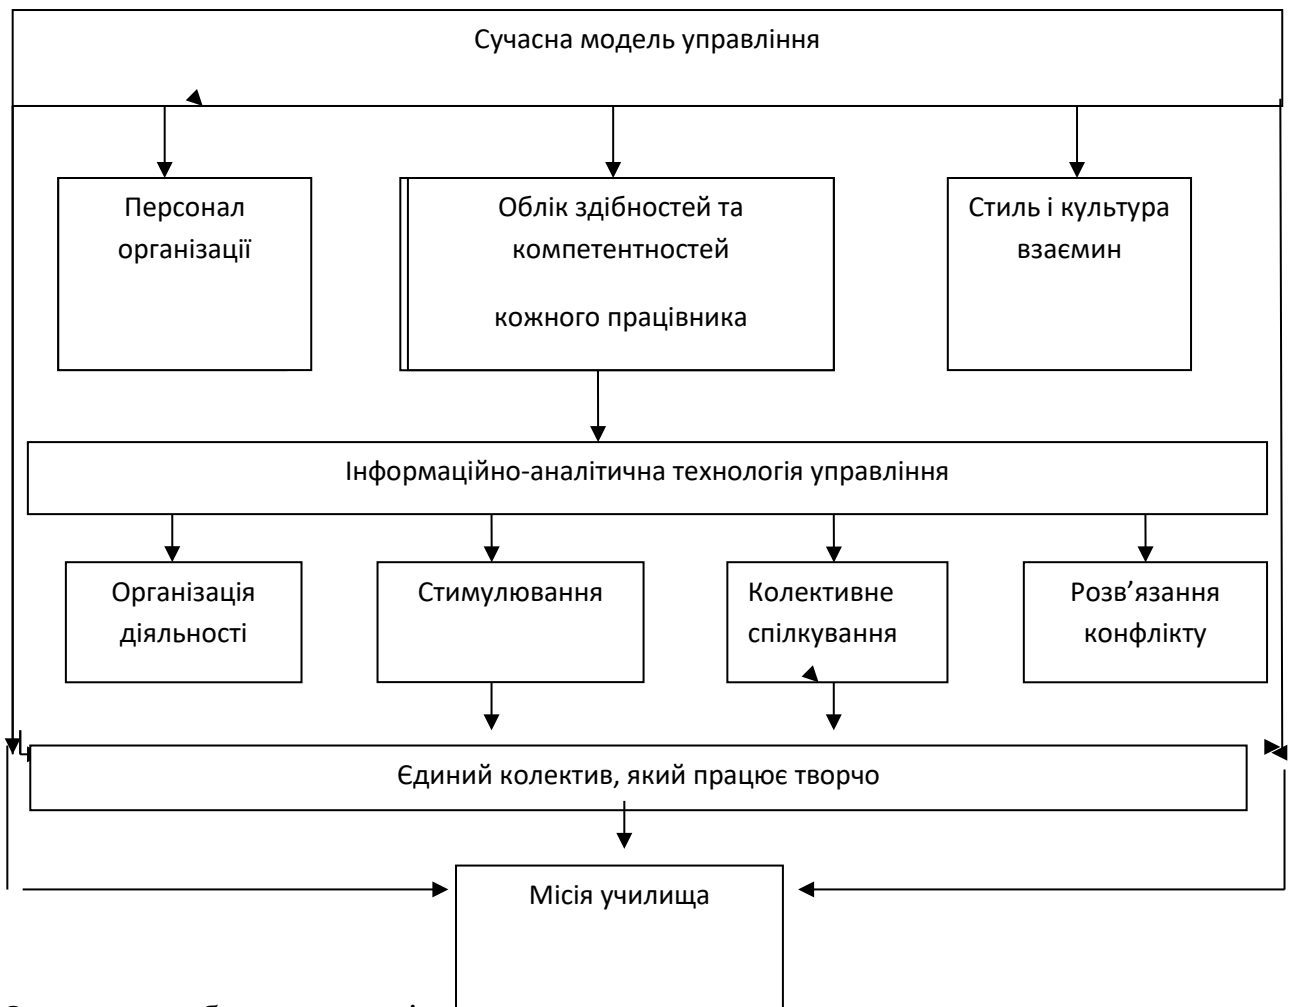 Сучасна модель управління
Персонал
організації
Облік здібностей та
компетентностей
кожного працівника
Стиль і культура
взаємин
Інформаційно-аналітична технологія управління
Організація
діяльності
Стимулювання
Колективне
спілкування
Розв’язання
конфлікту
Єдиний колектив, який працює творчо
Місія училища